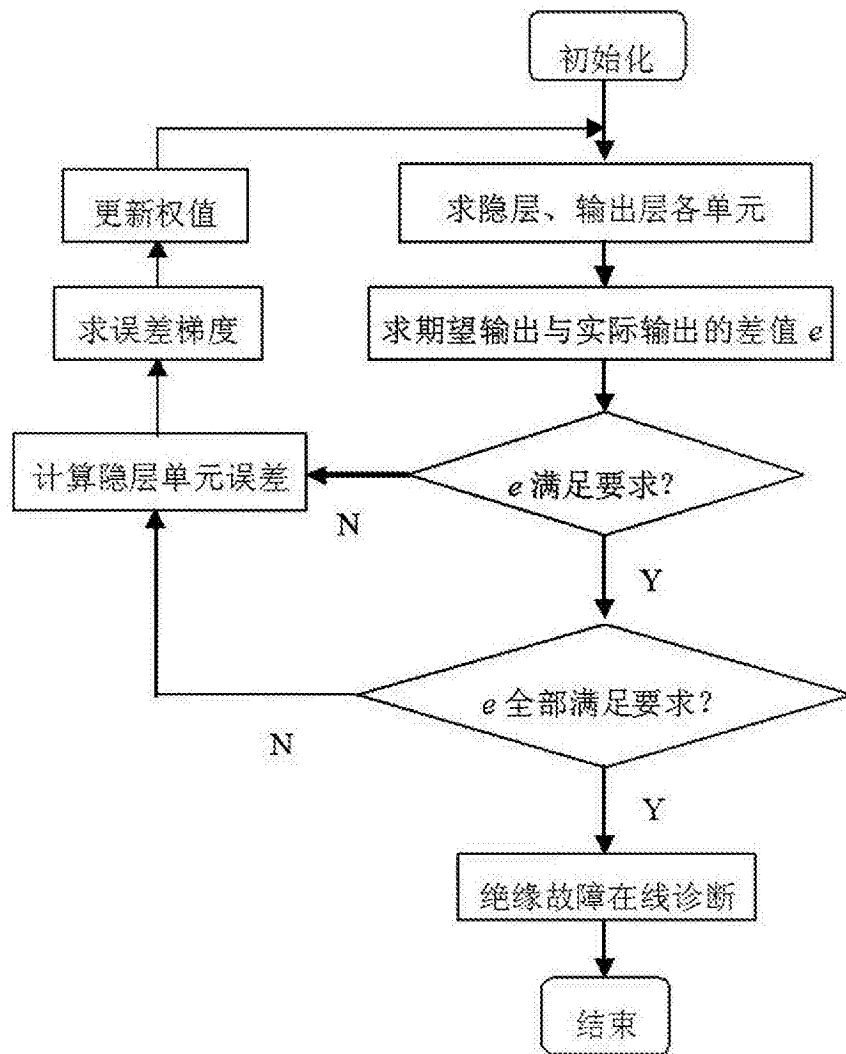 初始化
更新权值
求隐层、输出层各单元
求误差梯度
求期望输出与实际输出的差值 e
计算隐层单元误差
e 满足要求?
N
Y
e 全部满足要求?
N
Y
绝缘故障在线诊断
结束